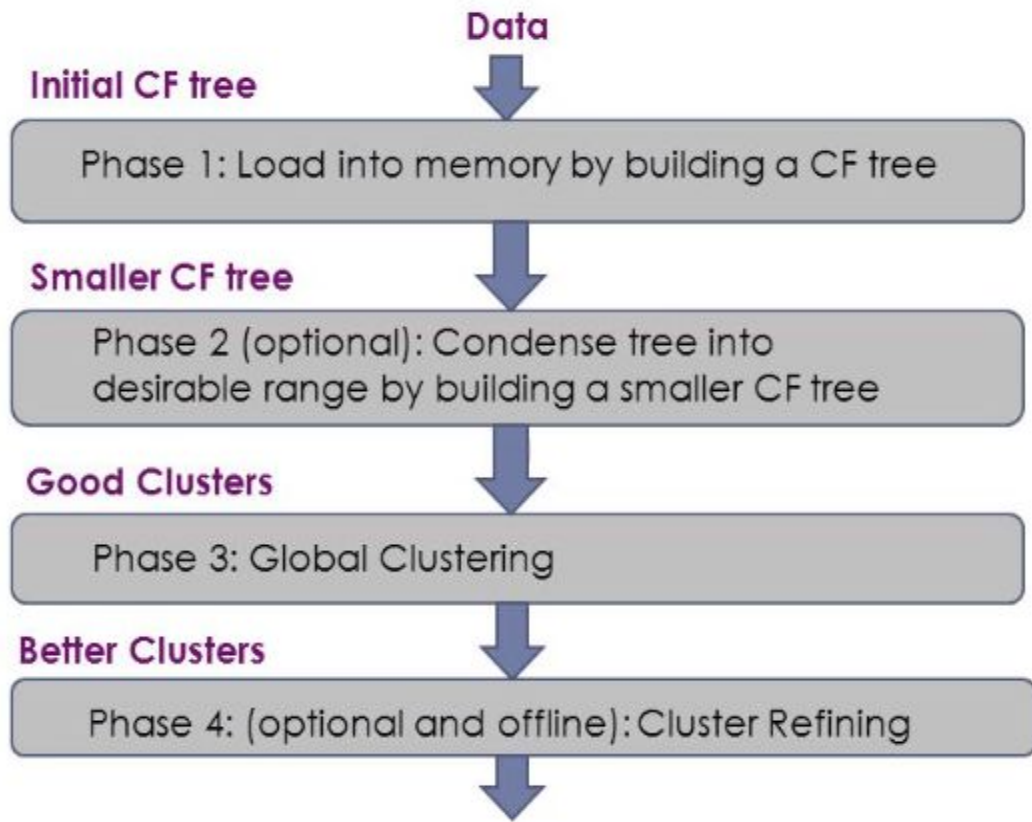 Data
Initial CF tree
Phase 1: Load into memory by building a CF tree
Smaller CF tree
Phase 2 (optional): Condense tree into
desirable range by building a smaller CF tree
Good Clusters
Phase 3: Global Clustering
Better Clusters
Phase 4: (optional and offline): Cluster Refining